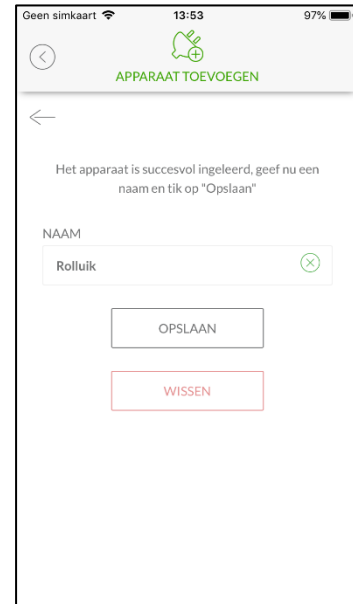 Geen simkaart 13:53 97%
APPARAAT TOEVOEGEN
Het apparaat is succesvol ingeleerd, geef nu een
naam en tik op "Opslaan"
NAAM
Rolluik
OPSLAAN
WISSEN